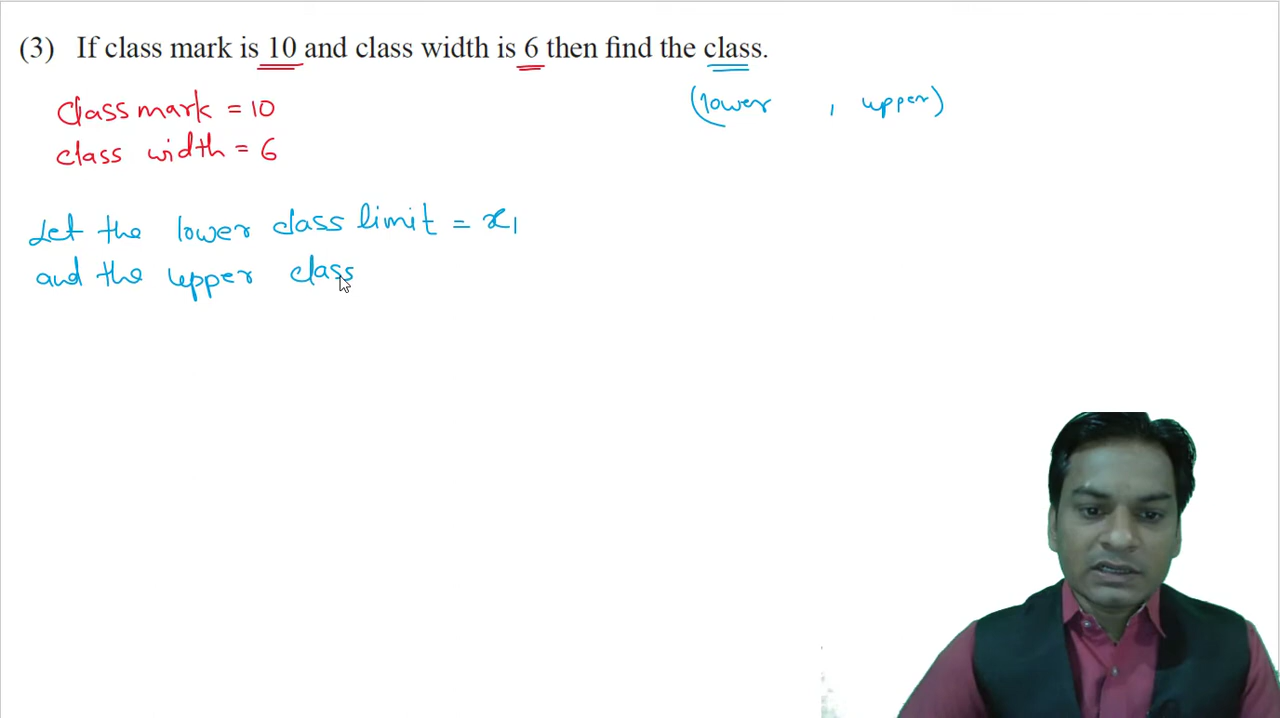 (3) If class mark is 10 and class width is 6 then find the class.
(lower , upper)
Class mark = 10
class width = 6
Let the lower class limit = x1
and the upper class